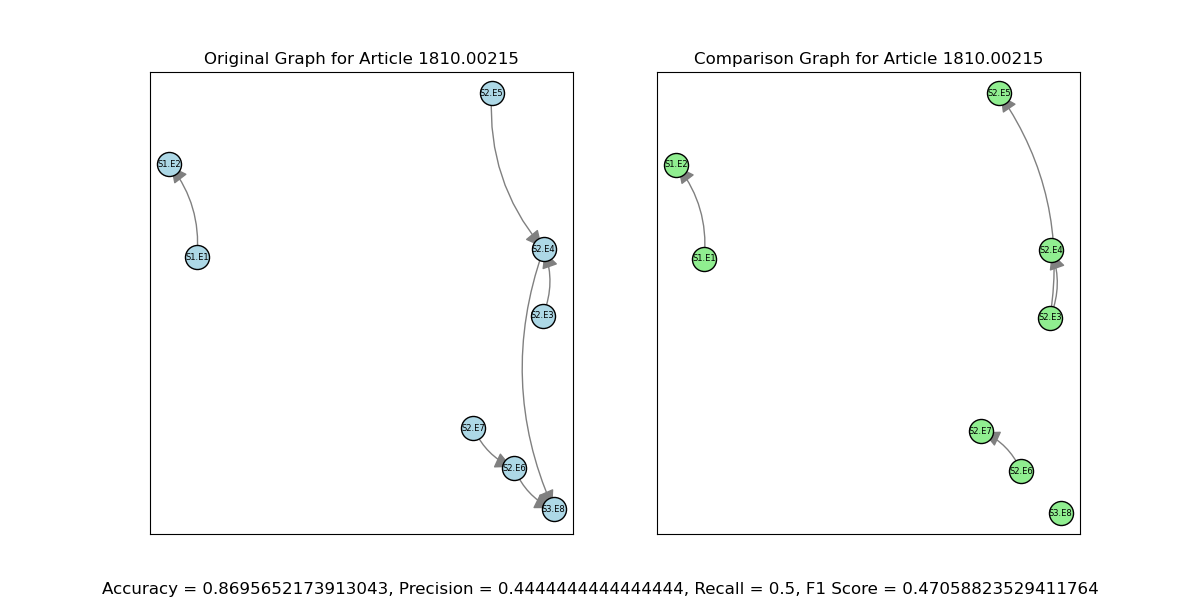 Original Graph for Article 1810.00215
S2.E5
S1.E2
S1.E1
S2.E4
S2.E3
S2.E7
S2.E6
S3.E8
Comparison Graph for Article 1810.00215
S2.E5
S1.E2
S1.E1
S2.E4
S2.E3
S2.E7
S2.E6
S3.E8
Accuracy = 0.8695652173913043, Precision = 0.4444444444444444, Recall = 0.5, F1 Score = 0.47058823529411764